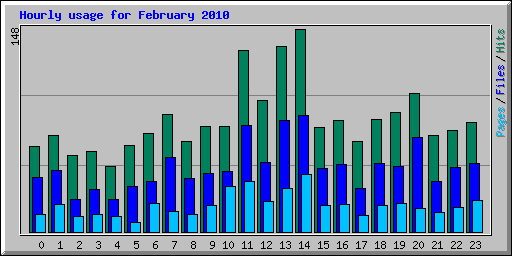 Hourly usage for February 2010
148
Pages / Files / Hits
0 1 2 3 4 5 6 7 8 9 10 11 12 13 14 15 16 17 18 19 20 21 22 23